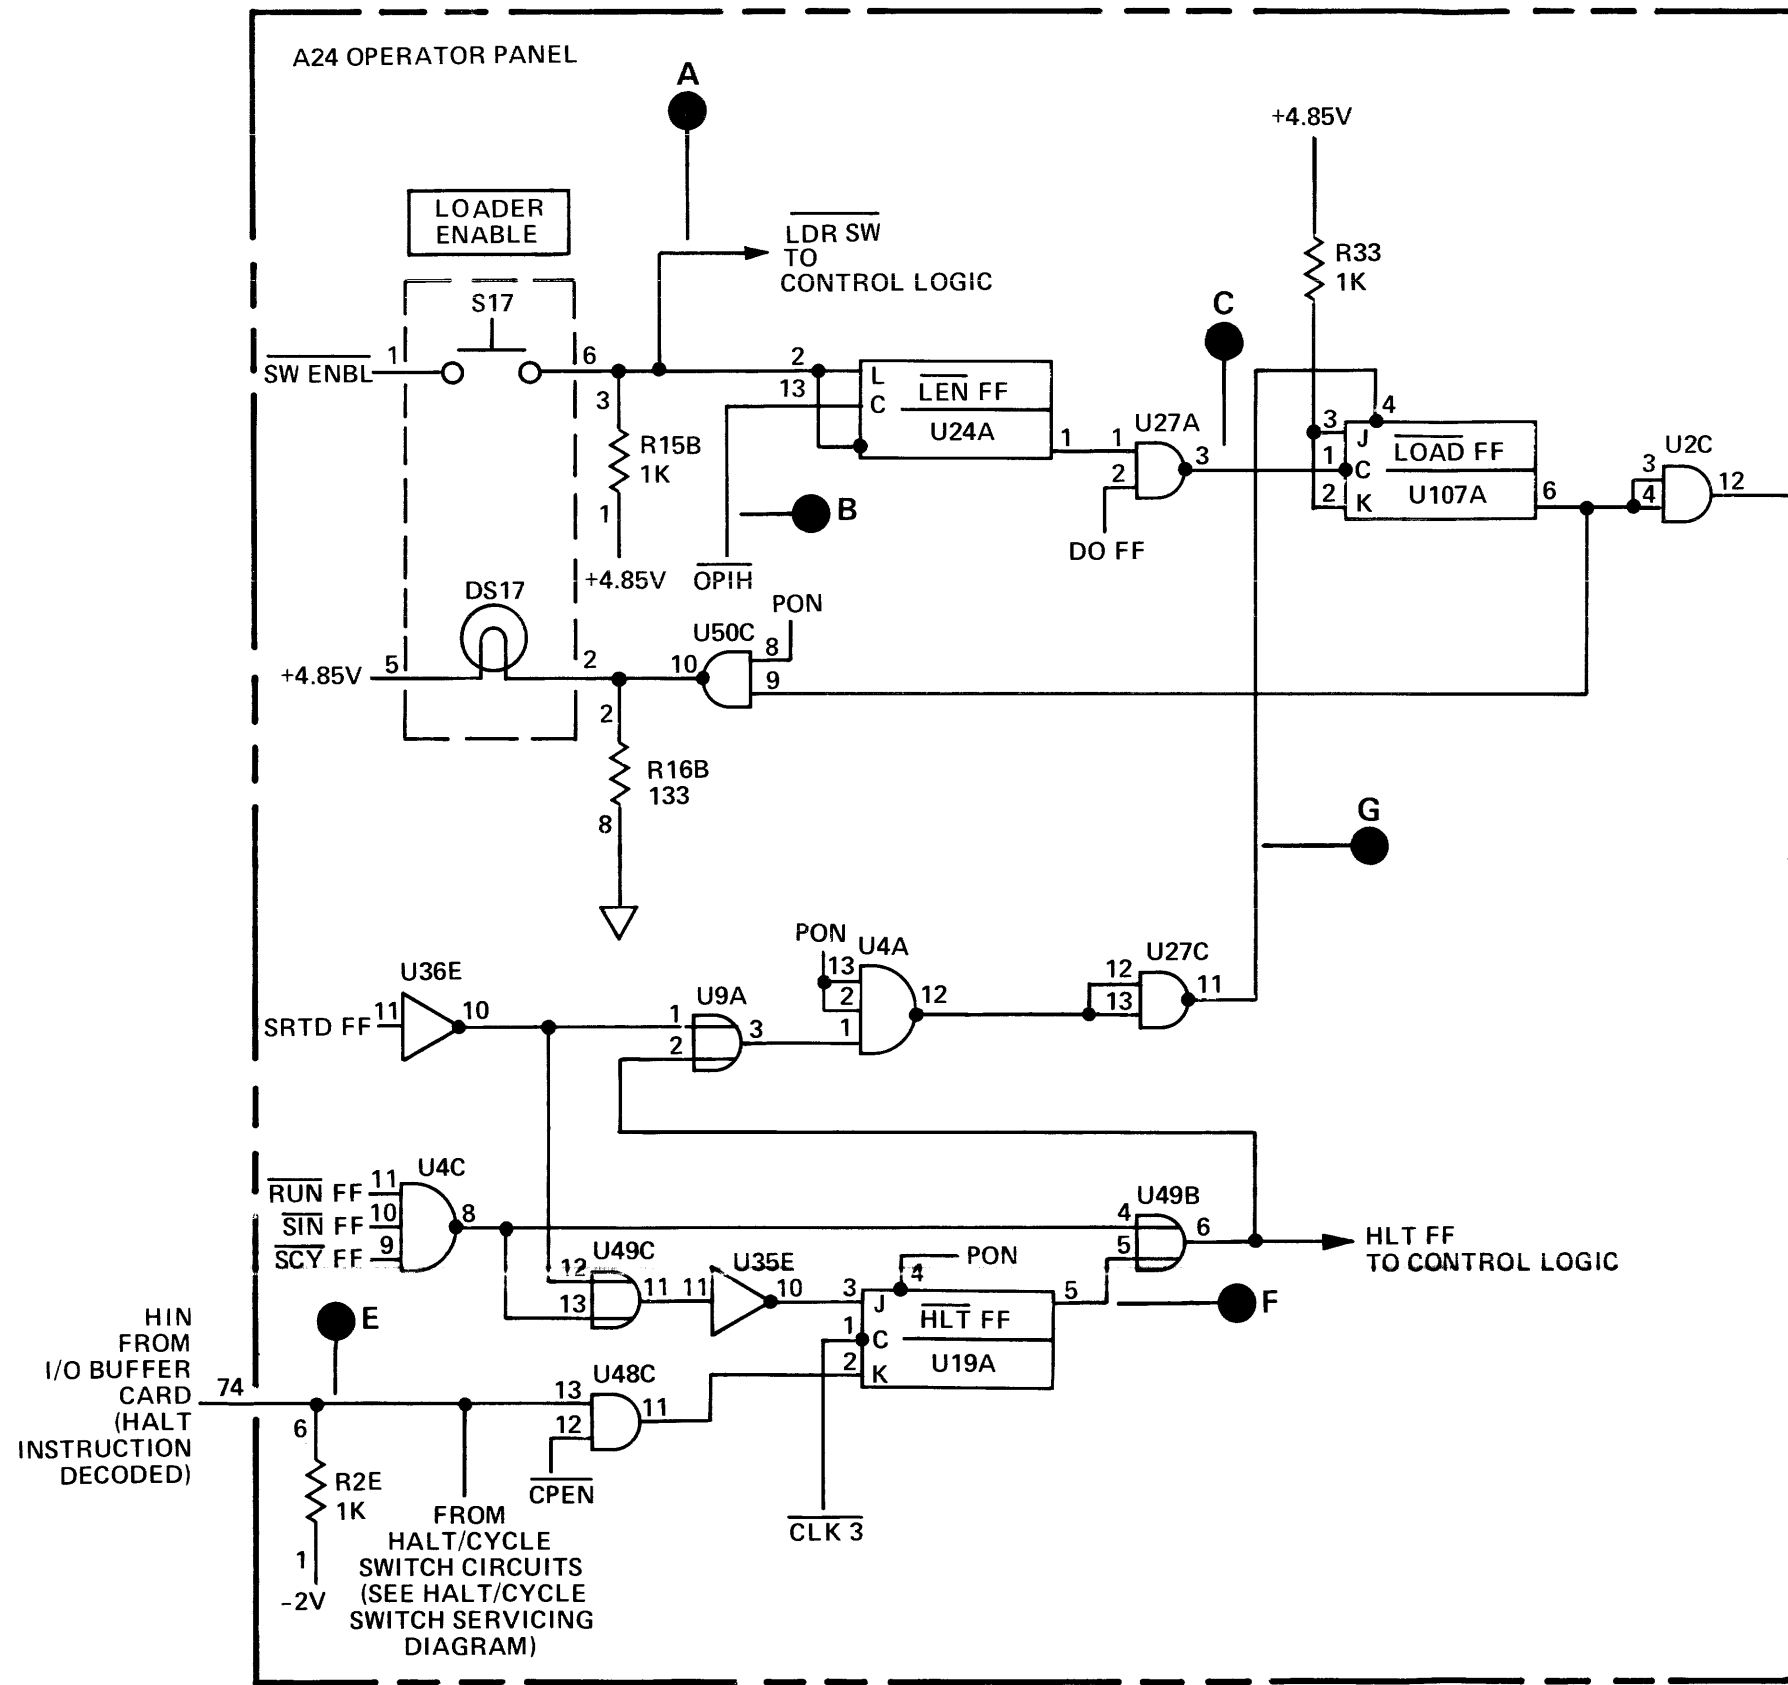 A24 OPERATOR PANEL
A
+4.85V
LOADER
ENABLE
LDR SW
TO
CONTROL LOGIC
R33
1K
S17
C
SW ENBL
1
6
2
13
3
L
C
LEN FF
U24A
1
R15B
1K
1
+4.85V
B
OPIH
U27A
1
2
3
DO FF
4
3
1
2
J
C
K
LOAD FF
U107A
6
U2C
3
4
12
DS17
PON
U50C
8
9
10
+4.85V
5
2
2
R16B
133
8
G
PON
U4A
13
2
1
12
U27C
12
13
11
U36E
SRTD FF
11
10
U9A
1
2
3
RUN FF
SIN FF
SCY FF
11
10
9
U4C
8
U49C
12
13
11
U35E
11
10
PON
4
3
1
2
J
C
K
HLT FF
U19A
5
U49B
4
5
6
HLT FF
TO CONTROL LOGIC
F
E
HIN
FROM
I/O BUFFER
CARD
(HALT
INSTRUCTION
DECODED)
74
6
R2E
1K
1
-2V
U48C
13
12
11
CPEN
CLK 3
FROM
HALT/CYCLE
SWITCH CIRCUITS
(SEE HALT/CYCLE
SWITCH SERVICING
DIAGRAM)